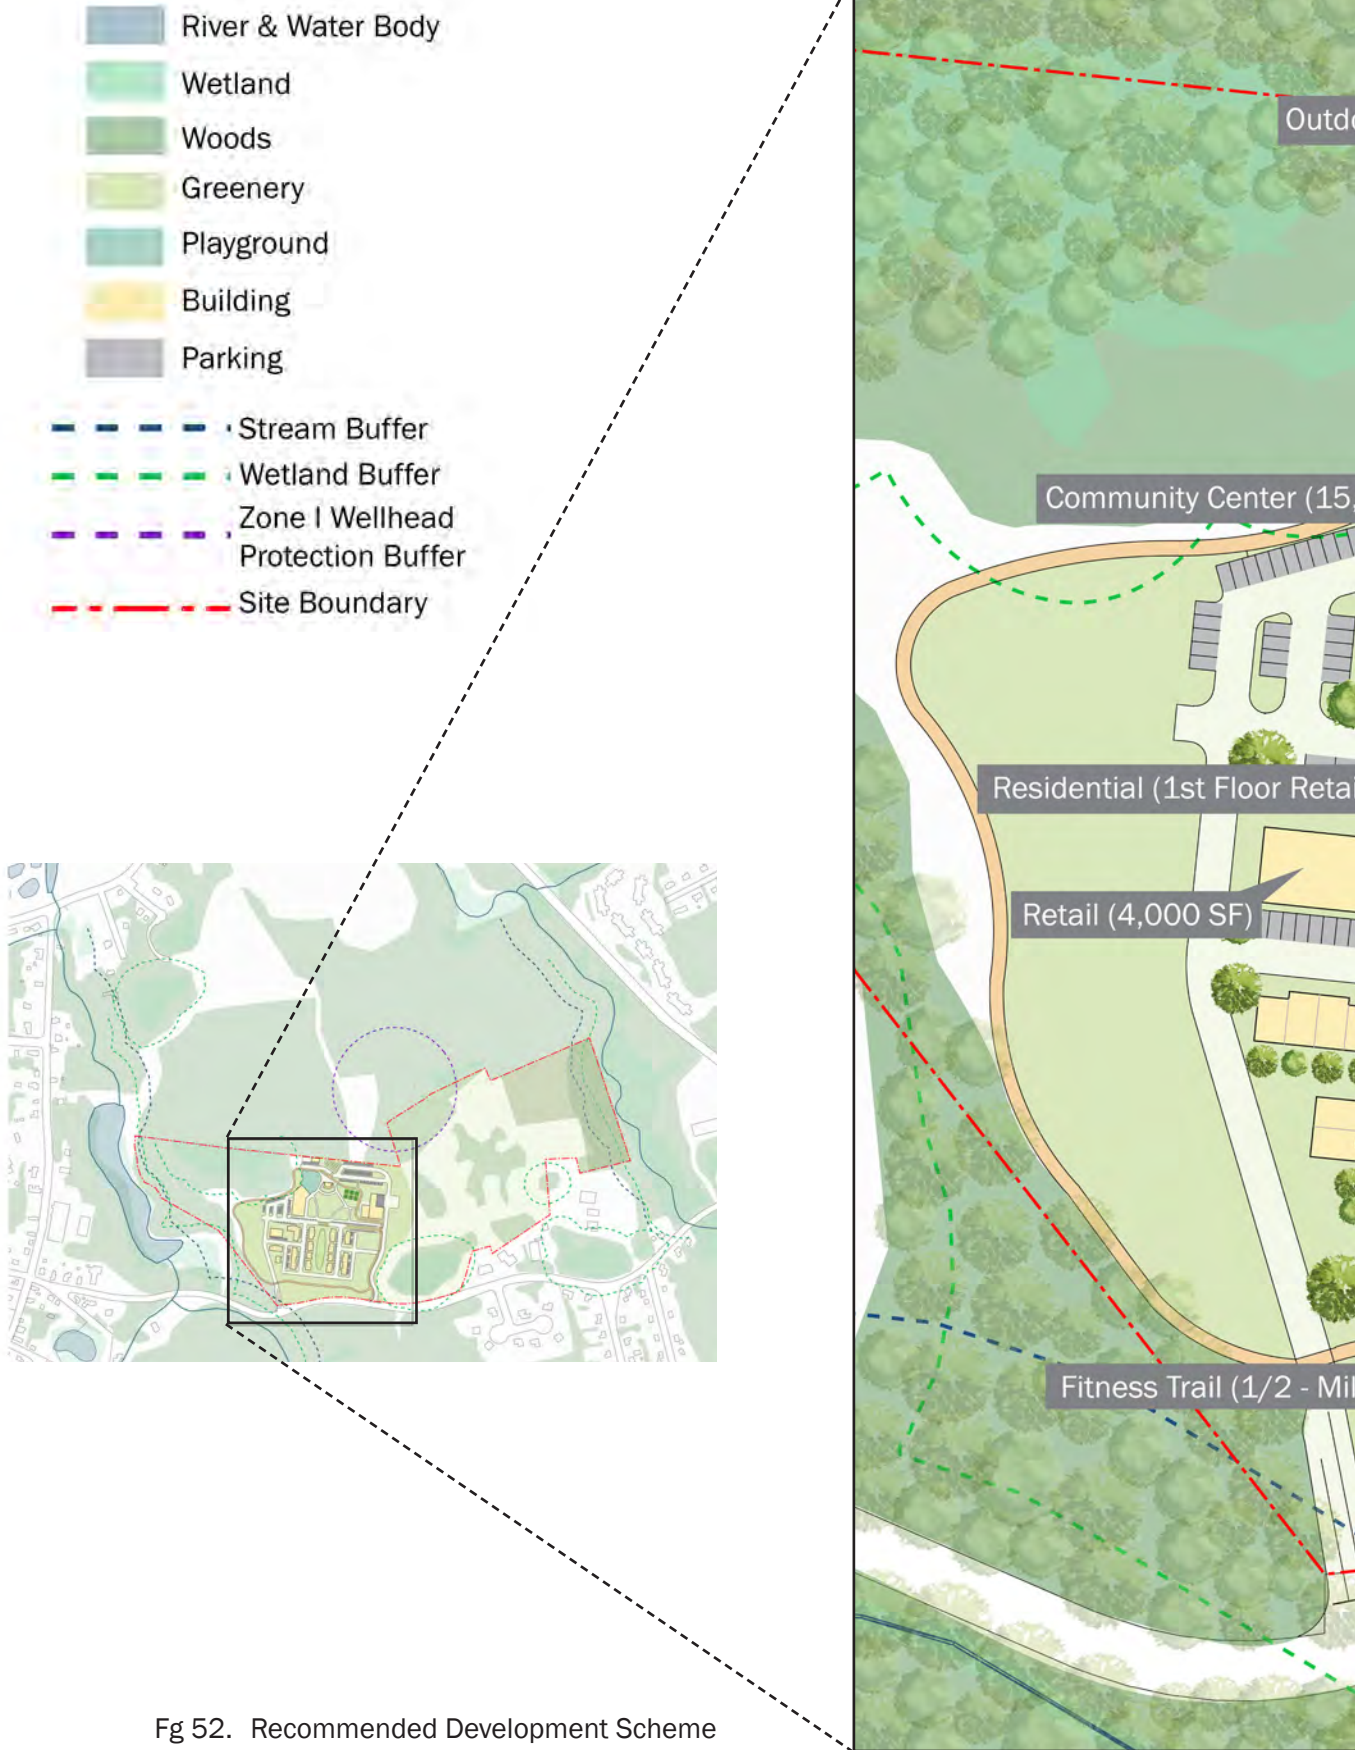 River & Water Body
Wetland
Woods
Greenery
Playground
Building
Parking
Stream Buffer
Wetland Buffer
Zone I Wellhead
Protection Buffer
Site Boundary
Outdo
Community Center (15,
Residential (1st Floor Retai
Retail (4,000 SF)
Fitness Trail (1/2 - Mil
Fg 52. Recommended Development Scheme